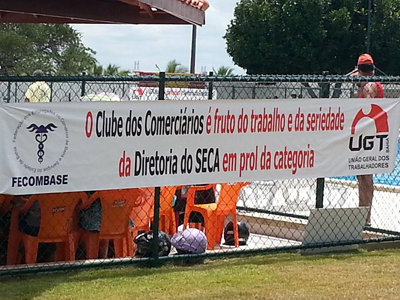 O Clube dos Comerciários é fruto do trabalho e da seriedade
da Diretoria do SECA em prol da categoria
FECOMBASE
UGT
BAHIA
UNIÃO GERAL DOS
TRABALHADORES